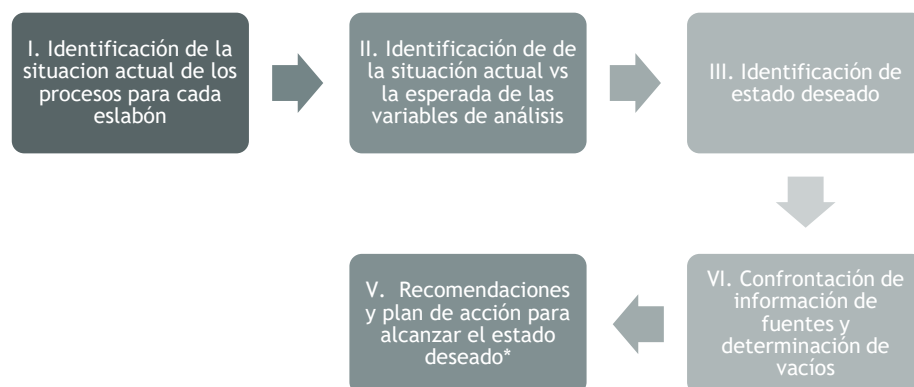 I. Identificación de la
situacion actual de los
procesos para cada
eslabón
II. Identificación de de
la situación actual vs
la esperada de las
variables de análisis
III. Identificación de
estado deseado
VI. Confrontación de
información de
fuentes y
determinación de
vacíos
V. Recomendaciones
y plan de acción para
alcanzar el estado
deseado*